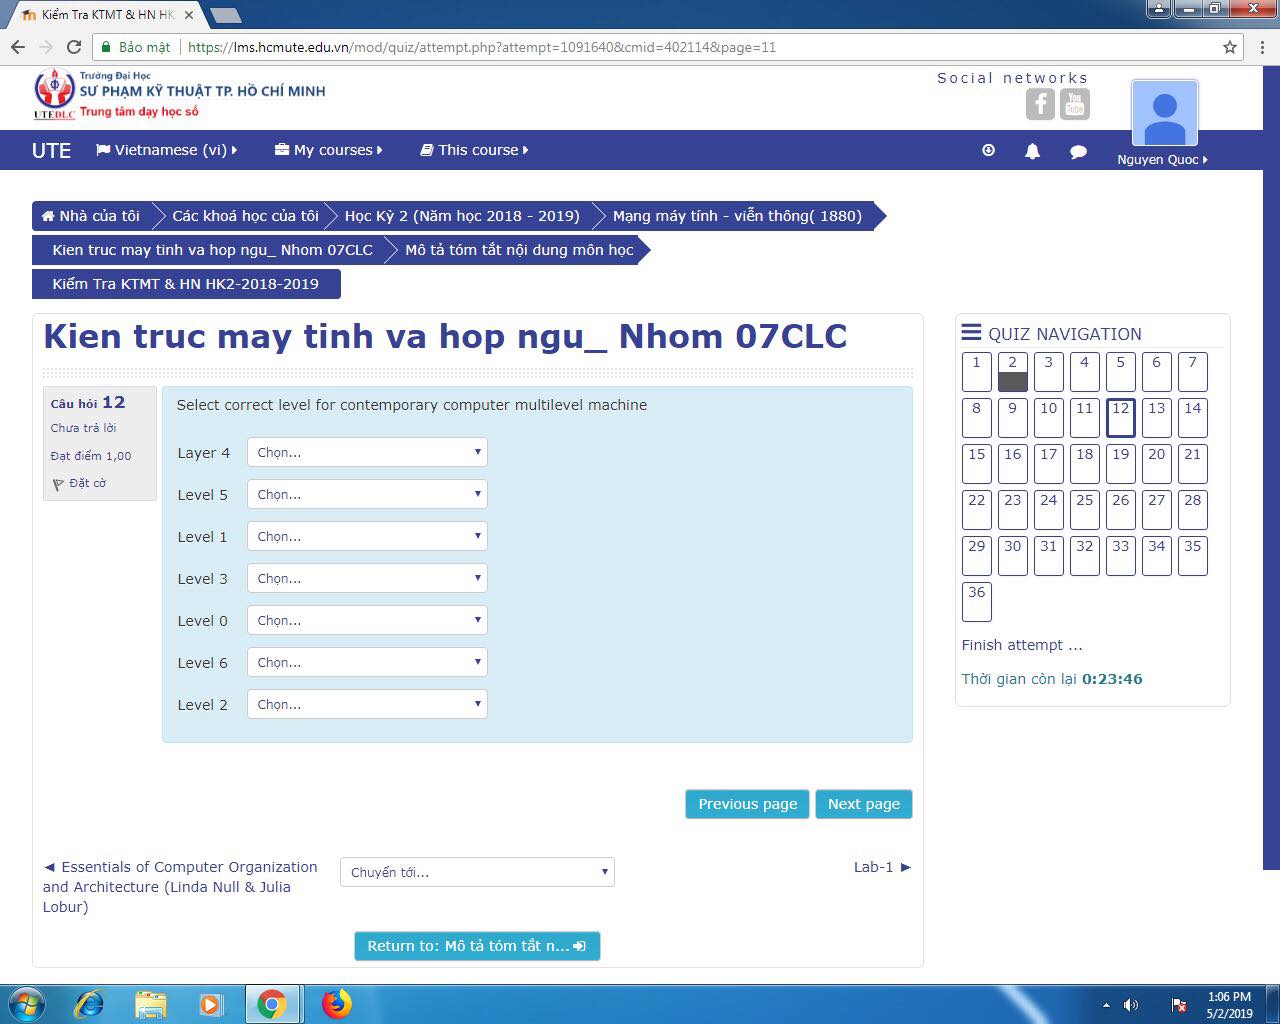 Kiểm Tra KTMT & HN HK
Bảo mật
https://lms.hcmute.edu.vn/mod/quiz/attempt.php?attempt=1091640&cmid=402114&page=11
Trường Đại Học
SƯ PHẠM KỸ THUẬT TP. HỒ CHÍ MINH
UTEDLC Trung tâm dạy học số
Social networks
You
Tube
UTE
Vietnamese (vi)
My courses
This course
Nguyen Quoc
Nhà của tôi
Các khoá học của tôi
Học Kỳ 2 (Năm học 2018 - 2019)
Mạng máy tính - viễn thông( 1880)
Kien truc may tinh va hop ngu_ Nhom 07CLC
Mô tả tóm tắt nội dung môn học
Kiểm Tra KTMT & HN HK2-2018-2019
Kien truc may tinh va hop ngu_ Nhom 07CLC
Câu hỏi 12
Chưa trả lời
Đạt điểm 1,00
Đặt cờ
Select correct level for contemporary computer multilevel machine
Layer 4 Chọn...
Level 5 Chọn...
Level 1 Chọn...
Level 3 Chọn...
Level 0 Chọn...
Level 6 Chọn...
Level 2 Chọn...
Previous page
Next page
◄ Essentials of Computer Organization
and Architecture (Linda Null & Julia
Lobur)
Chuyển tới...
Lab-1 ►
Return to: Mô tả tóm tắt n...
QUIZ NAVIGATION
1 2 3 4 5 6 7
8 9 10 11 12 13 14
15 16 17 18 19 20 21
22 23 24 25 26 27 28
29 30 31 32 33 34 35
36
Finish attempt ...
Thời gian còn lại 0:23:46
1:06 PM
5/2/2019